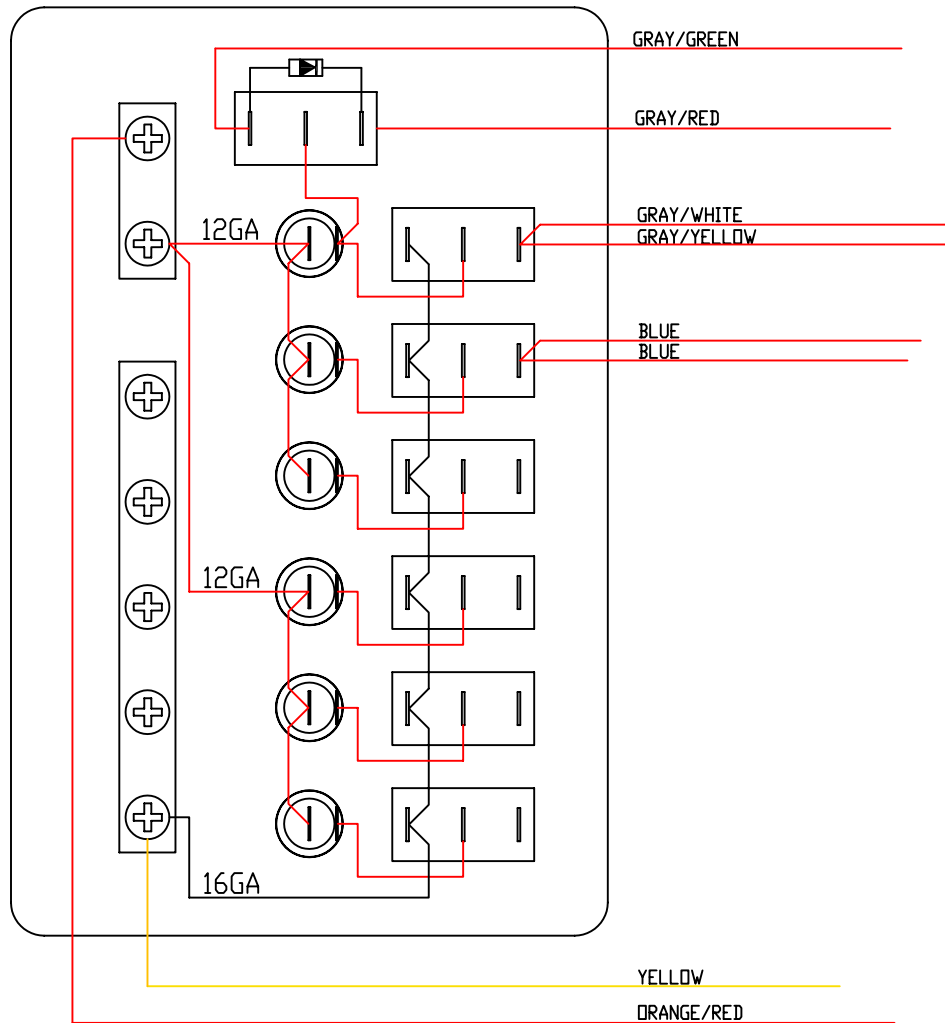 GRAY/GREEN
GRAY/RED
GRAY/WHITE
12GA
GRAY/YELLOW
BLUE
BLUE
12GA
16GA
YELLOW
ORANGE/RED